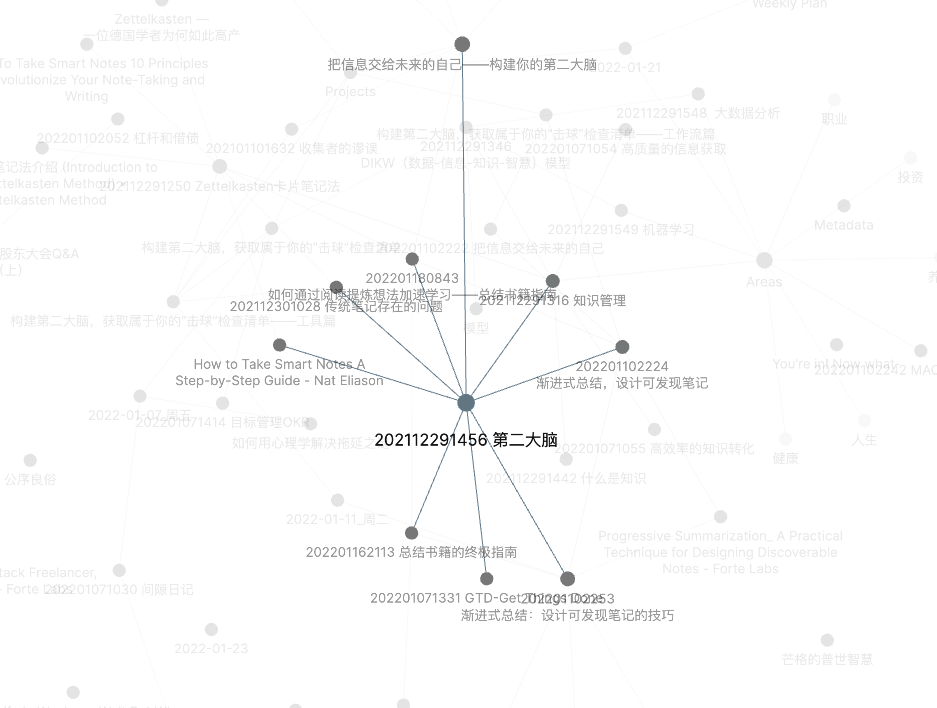 Zettelkasten —
一位德国学者为何如此高产
Weekly Plan
To Take Smart Notes 10 Principles
volutionize Your Note-Taking and
Writing
Projects
把信息交给未来的自己——构建你的第二大脑
2022-01-21
202112291548 大数据分析
职业
202201102052 杠杆和借债
202201101632 收集者的谬误
构建第二大脑，获取属于你的"击球"检查清单——工作流篇
202112291346
DIKW（数据-信息-知识-智慧）模型
202201071054 高质量的信息获取
笔记法介绍 (Introduction to
ttelkasten Method) •
telkasten Method
202112291250 Zettelkasten卡片笔记法
投资
Metadata
202112291549 机器学习
构建第二大脑，获取属于你的"击球"检查清单
202201102222 把信息交给未来的自己
股东大会Q&A
（上）
Areas
202201180843
如何通过阅读提炼想法加速学习——总结书籍指南
202112301028 传统笔记存在的问题
202112291316 知识管理
构建第二大脑，获取属于你的"击球"检查清单——工具篇
模型
How to Take Smart Notes A
Step-by-Step Guide - Nat Eliason
202201102224
渐进式总结，设计可发现笔记
You're in! Now what
202201102242 MAC
2022-01-07_周五
202201071414 目标管理OKR
如何用心理学解决拖延之
202112291456 第二大脑
202201071055 高效率的知识转化
人生
健康
公序良俗
202112291442 什么是知识
2022-01-11_周二
Progressive Summarization_ A Practical
Technique for Designing Discoverable
Notes - Forte Labs
202201162113 总结书籍的终极指南
tack Freelancer,
- Forte Labs
202201071030 间隙日记
202201071331 GTD-Get Things Done
202201102253
渐进式总结：设计可发现笔记的技巧
2022-01-23
芒格的普世智慧